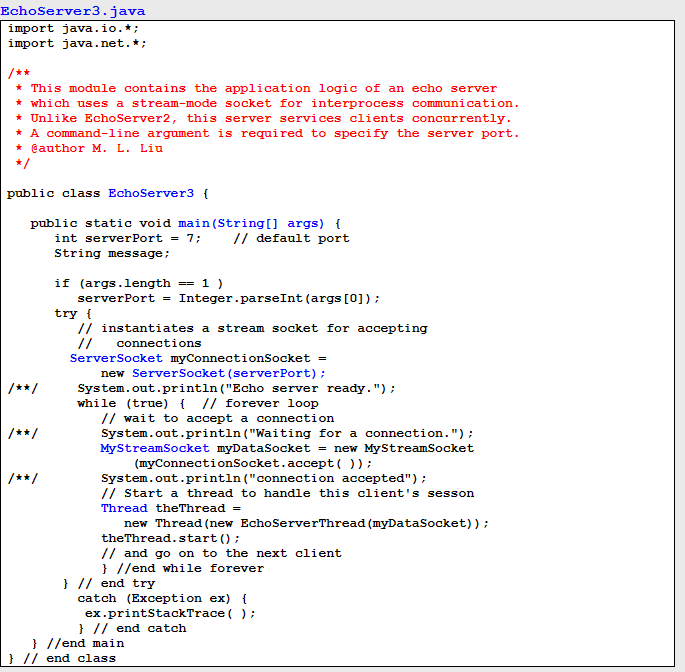 EchoServer3.java
import java.io.*;
import java.net.*;
/**
* This module contains the application logic of an echo server
* which uses a stream-mode socket for interprocess communication.
* Unlike EchoServer2, this server services clients concurrently.
* A command-line argument is required to specify the server port.
* @author M. L. Liu
*/
public class EchoServer3 {
public static void main(String[] args) {
int serverPort = 7;    // default port
String message;
if (args.length == 1 )
serverPort = Integer.parseInt(args[0]);
try {
// instantiates a stream socket for accepting
//   connections
ServerSocket myConnectionSocket =
new ServerSocket(serverPort);
/**/     System.out.println("Echo server ready.");
while (true) {  // forever loop
// wait to accept a connection
/**/        System.out.println("Waiting for a connection.");
MyStreamSocket myDataSocket = new MyStreamSocket
(myConnectionSocket.accept( ));
/**/        System.out.println("connection accepted");
// Start a thread to handle this client's sesson
Thread theThread =
new Thread(new EchoServerThread(myDataSocket));
theThread.start();
// and go on to the next client
} //end while forever
} // end try
catch (Exception ex) {
ex.printStackTrace( );
} // end catch
} //end main
} // end class